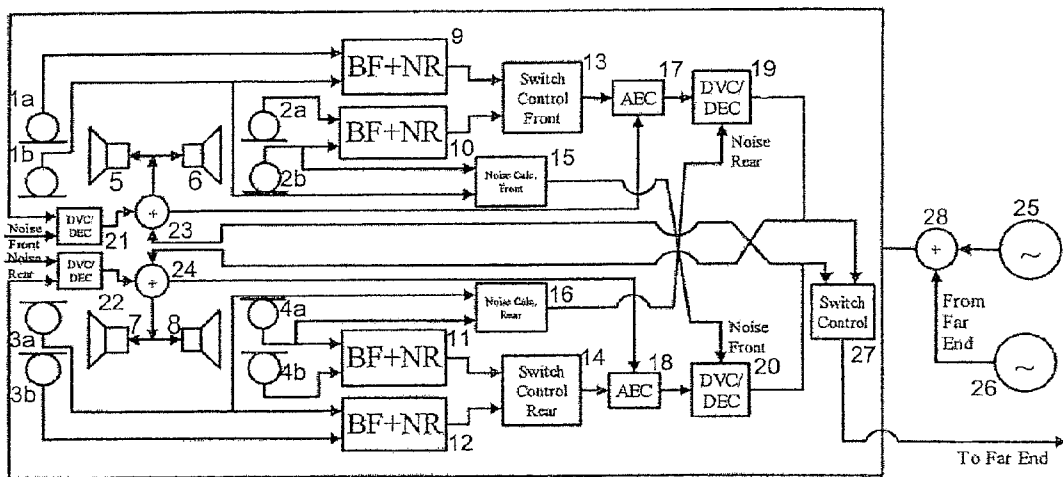 9
BF+NR
1a
2a
BF+NR
10
1b
2b
5
6
13
Switch
Control
Front
17
AEC
19
DVC/
DEC
Noise
Rear
15
Noise Calc.
Front
DVC/
DEC
21
Noise
Front
23
+
Noise
Rear
DVC/
DEC
22
24
+
28
+
25
~
From
Far
End
26
~
Switch
Control
27
To Far End
16
Noise Calc.
Rear
3a
3b
7
8
4a
4b
11
BF+NR
BF+NR
12
14
Switch
Control
Rear
18
AEC
20
DVC/
DEC
Noise
Front